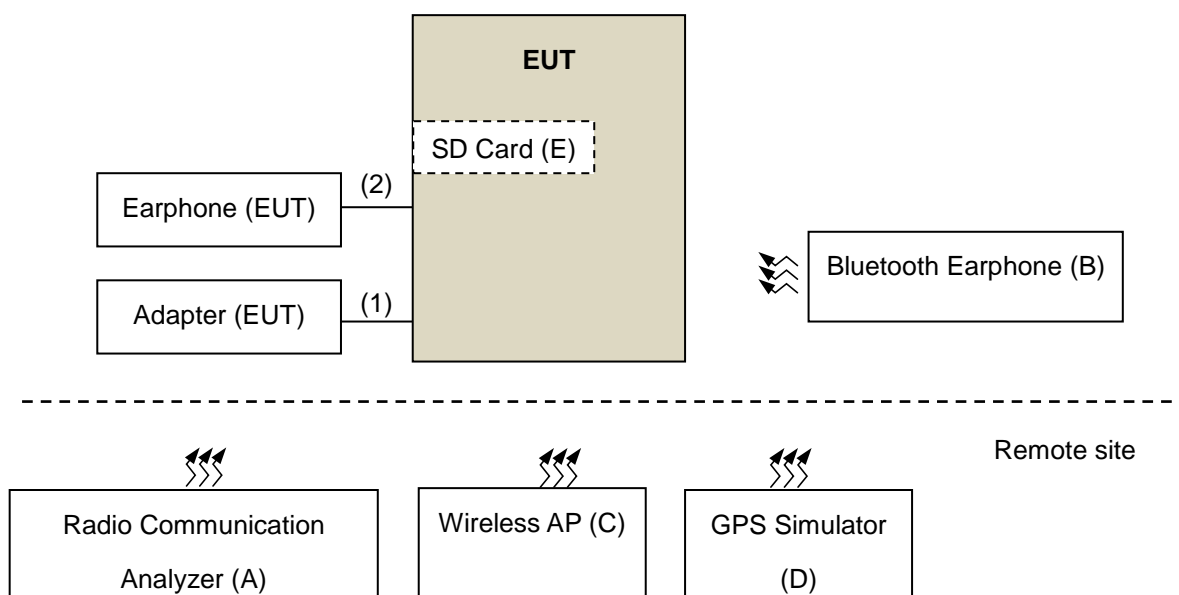 EUT
SD Card (E)
(2)
Earphone (EUT)
Bluetooth Earphone (B)
(1)
Adapter (EUT)
Remote site
Radio Communication
Analyzer (A)
Wireless AP (C)
GPS Simulator
(D)